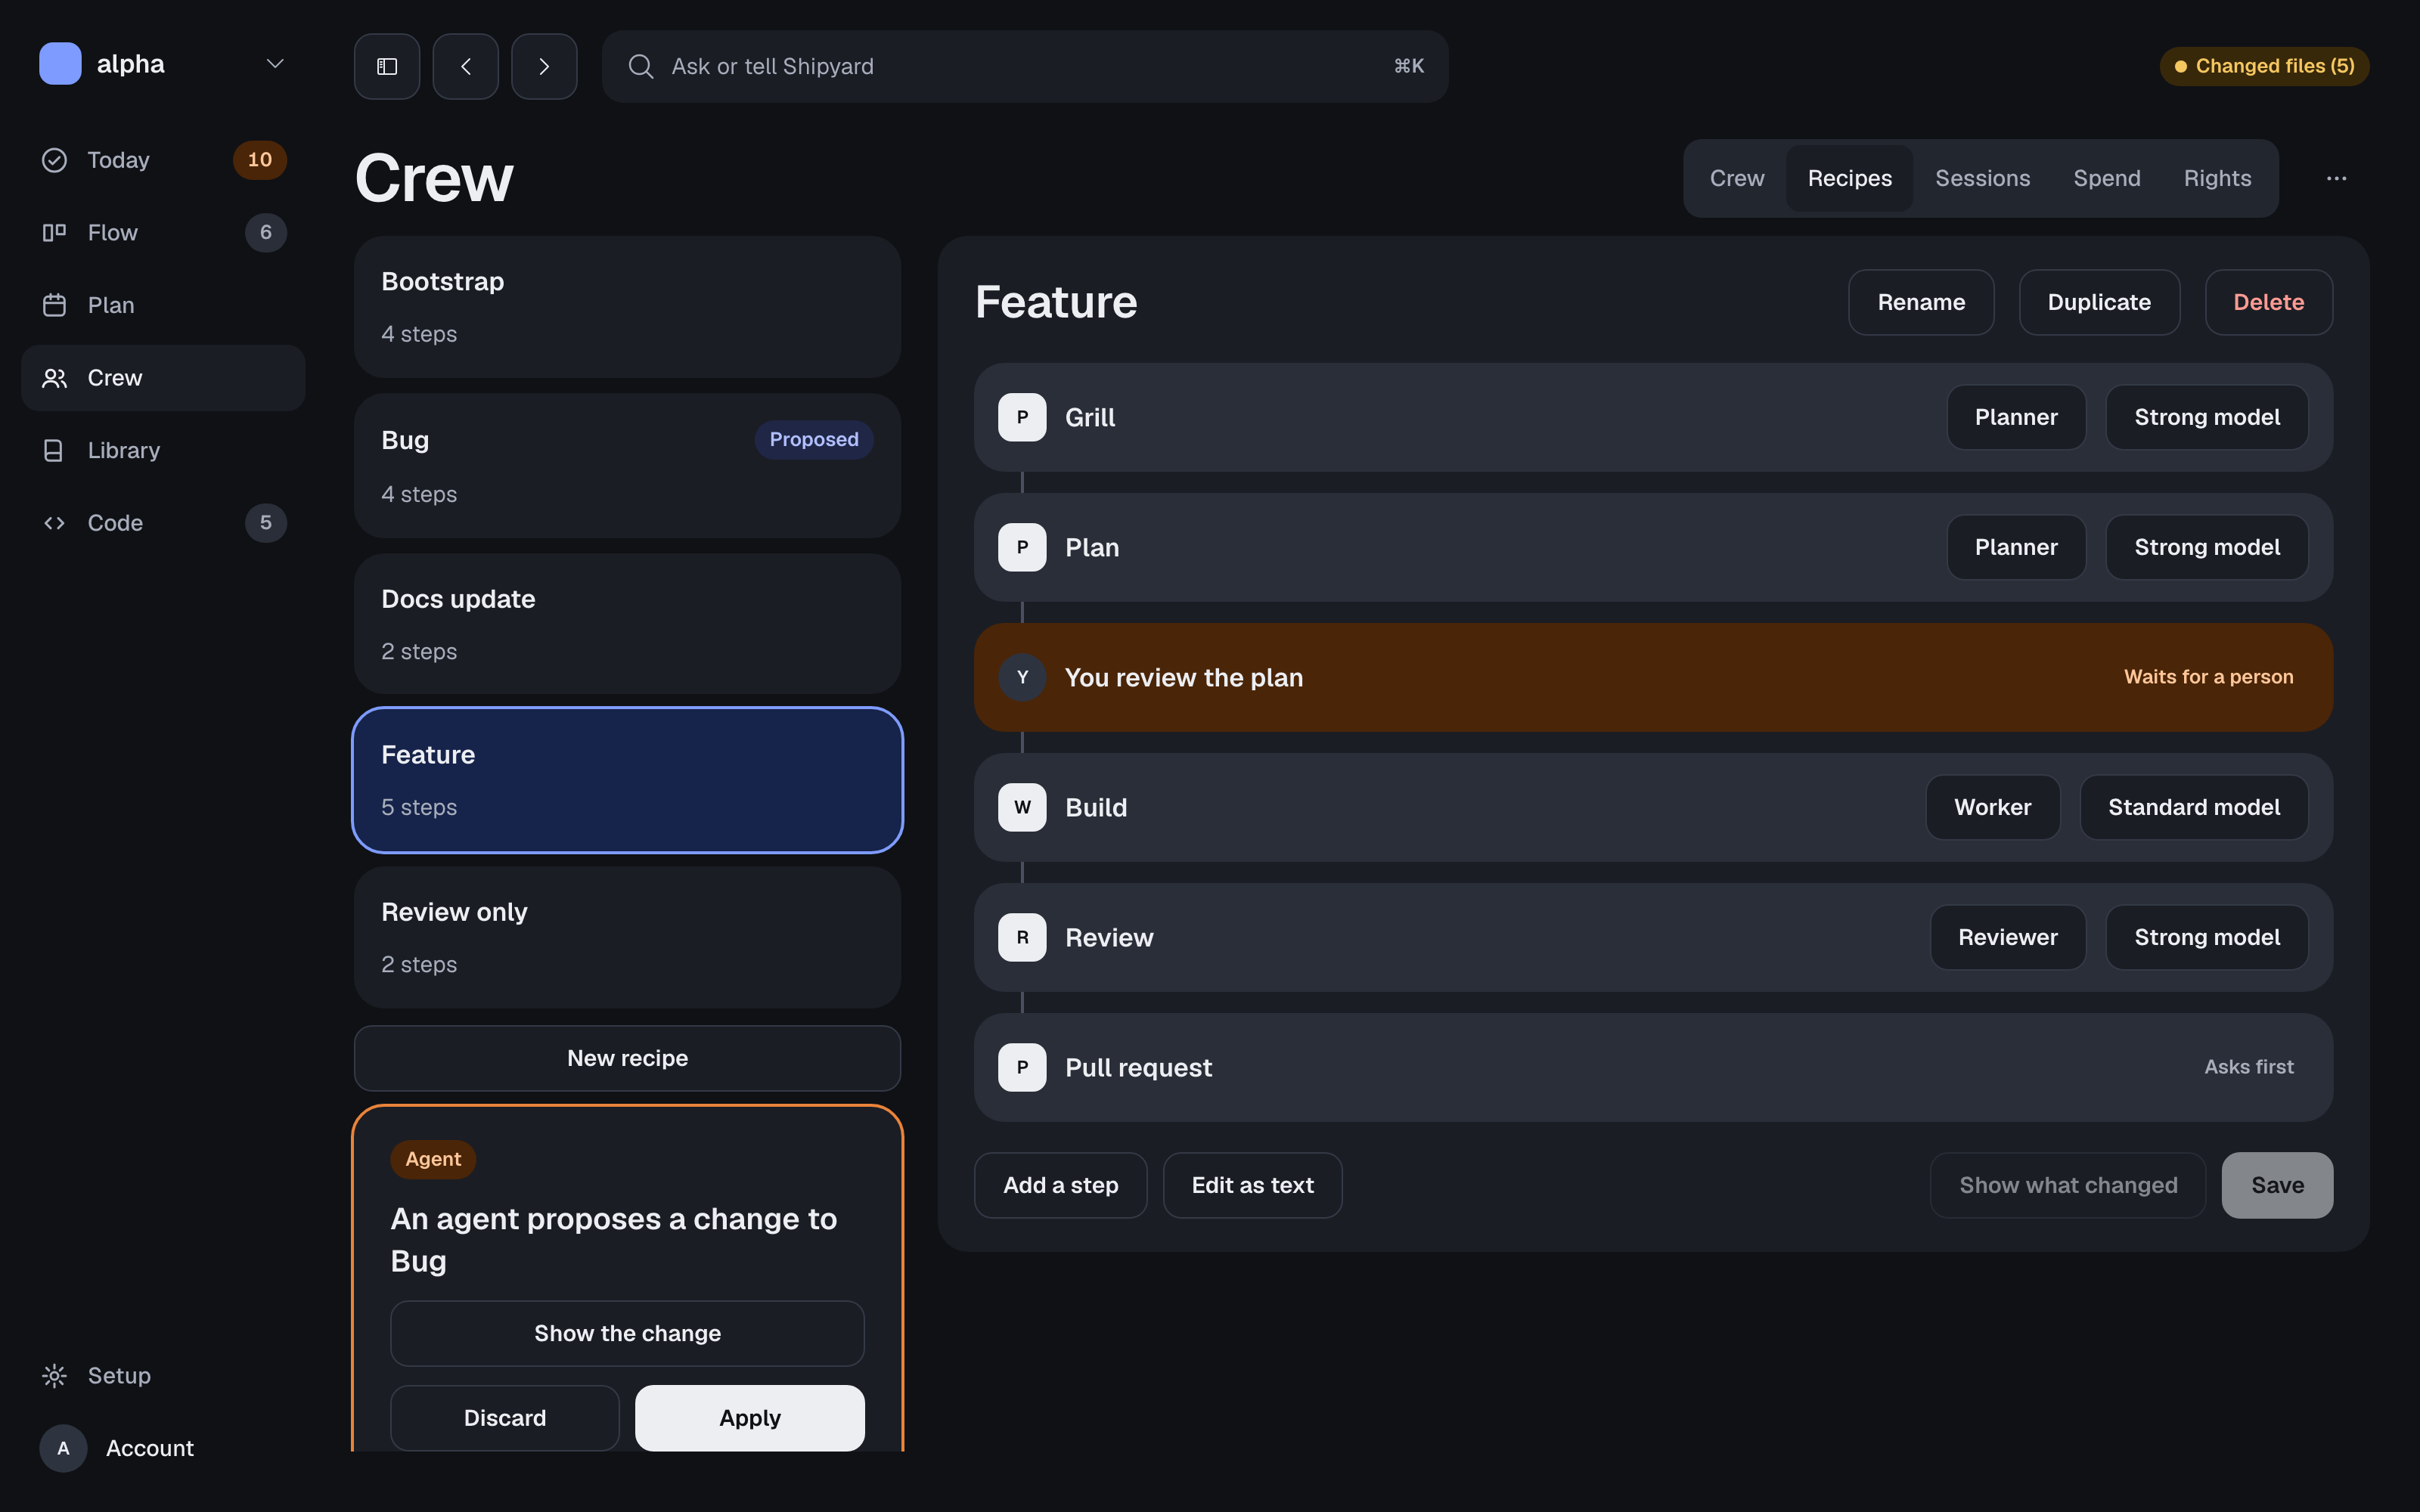 alpha
Ask or tell Shipyard
⌘K
Changed files (5)
Today
10
Flow
6
Plan
Crew
Library
Code
5
Setup
A
Account
Crew
Crew
Recipes
Sessions
Spend
Rights
Bootstrap
4 steps
Bug
Proposed
4 steps
Docs update
2 steps
Feature
5 steps
Review only
2 steps
New recipe
Agent
An agent proposes a change to
Bug
Show the change
Discard
Apply
Feature
Rename
Duplicate
Delete
P
Grill
Planner
Strong model
P
Plan
Planner
Strong model
Y
You review the plan
Waits for a person
W
Build
Worker
Standard model
R
Review
Reviewer
Strong model
P
Pull request
Asks first
Add a step
Edit as text
Show what changed
Save